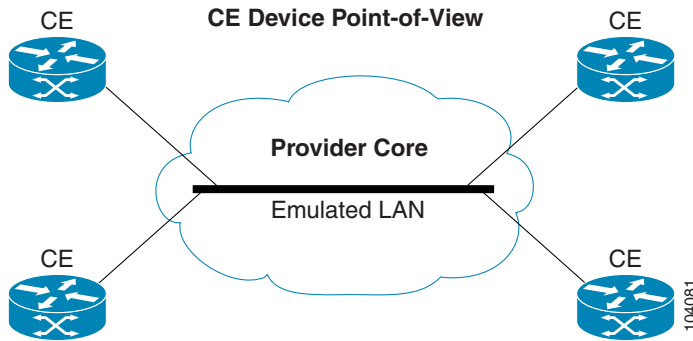 CE Device Point-of-View
CE
CE
Provider Core
Emulated LAN
CE
CE
104081